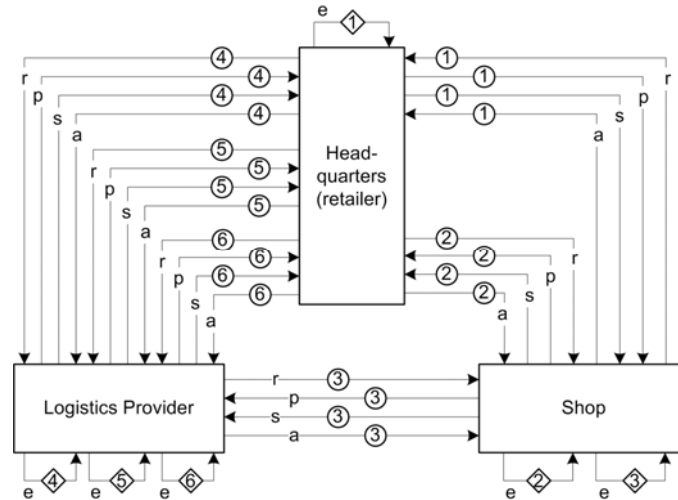 e 1
4 1
r 4 1 r
p 4 1 p
s 4 1 s
a a
5
r 5
p 5
s 5
a
Head-
quarters
(retailer)
6 2
r 6 2 r
p 6 2 p
s 6 2 s
a a
Logistics Provider
r 3
p 3
s 3
a 3
Shop
4 5 6 2 3
e e e e e